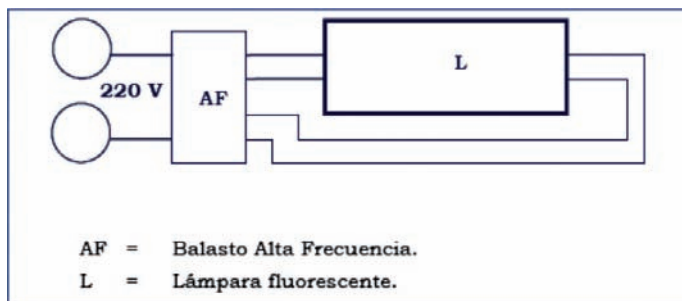 220 V
AF
L
AF = Balasto Alta Frecuencia.
L = Lámpara fluorescente.